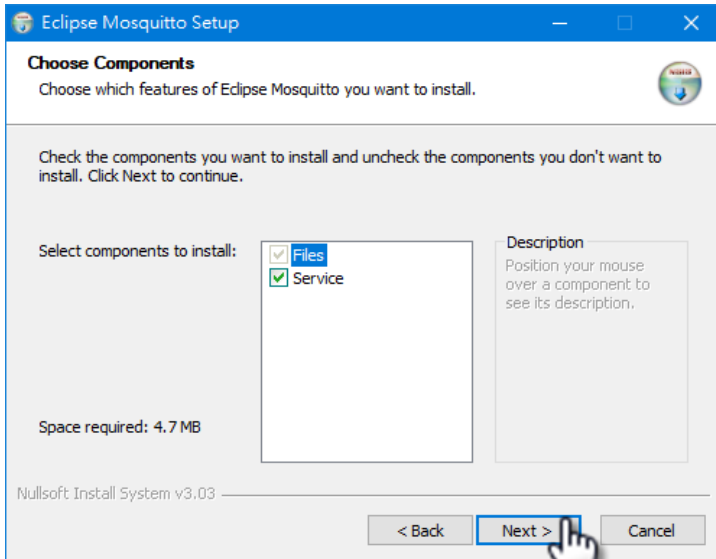 Eclipse Mosquitto Setup
Choose Components
Choose which features of Eclipse Mosquitto you want to install.
Check the components you want to install and uncheck the components you don't want to
install. Click Next to continue.
Select components to install:
Files
Service
Description
Position your mouse
over a component to
see its description.
Space required: 4.7 MB
Nullsoft Install System v3.03
< Back
Next >
Cancel